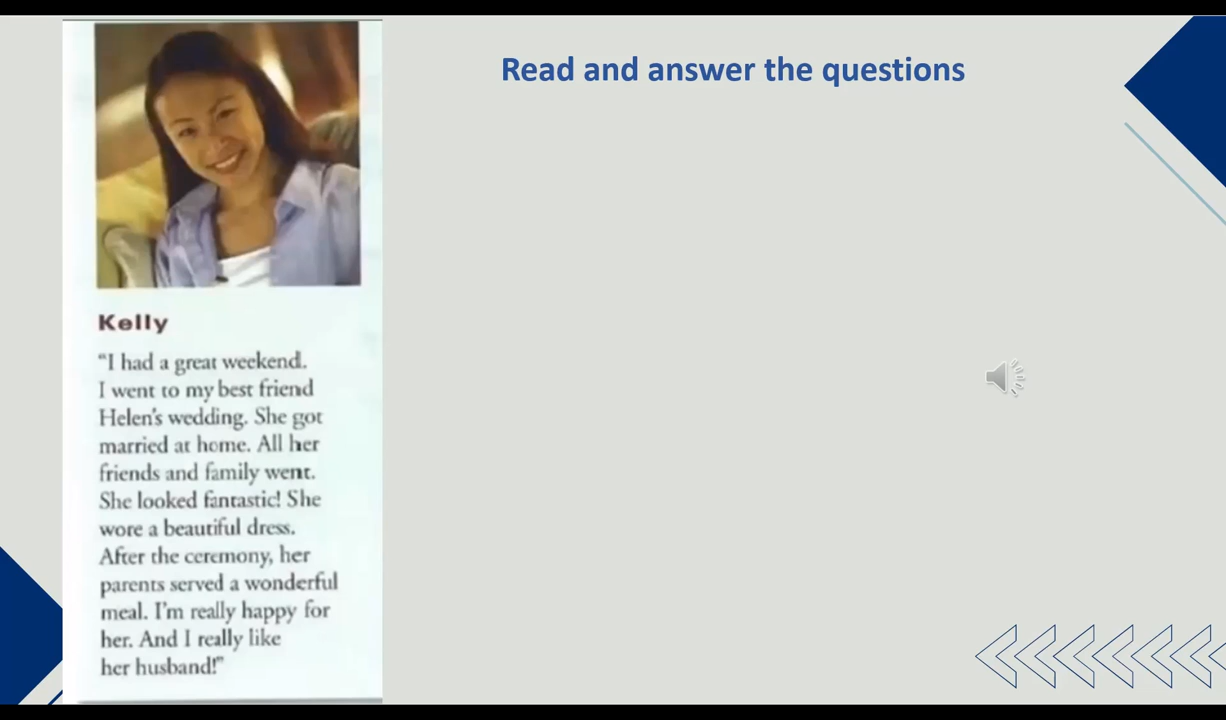 Read and answer the questions
Kelly
"I had a great weekend.
I went to my best friend
Helen's wedding. She got
married at home. All her
friends and family went.
She looked fantastic! She
wore a beautiful dress.
After the ceremony, her
parents served a wonderful
meal. I'm really happy for
her. And I really like
her husband!"